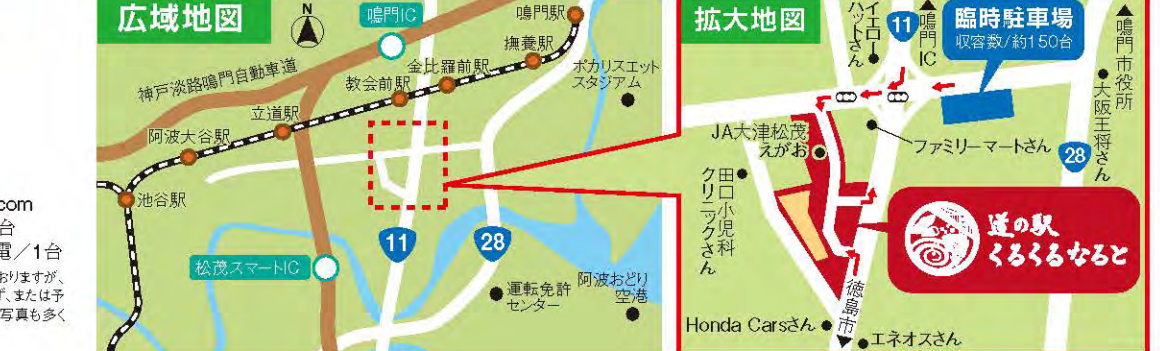 com
台
電／1台
おりますが、
ず、または予
写真も多く
広域地図
N
鳴門IC
鳴門駅
撫養駅
金比羅前駅
教会前駅
ポカリスエット
スタジアム
神戸淡路鳴門自動車道
立道駅
阿波大谷駅
池谷駅
松茂スマートIC
11
28
運転免許
センター
阿波おどり
空港
拡大地図
イエロー
ハットさん
11
▲鳴門IC
臨時駐車場
収容数/約150台
▲鳴門市役所
大阪王将さん
28
JA大津松茂
えがお
ファミリーマートさん
田口小児科
クリニックさん
道の駅
くるくるなると
徳島市▼
Honda Carsさん
エネオスさん